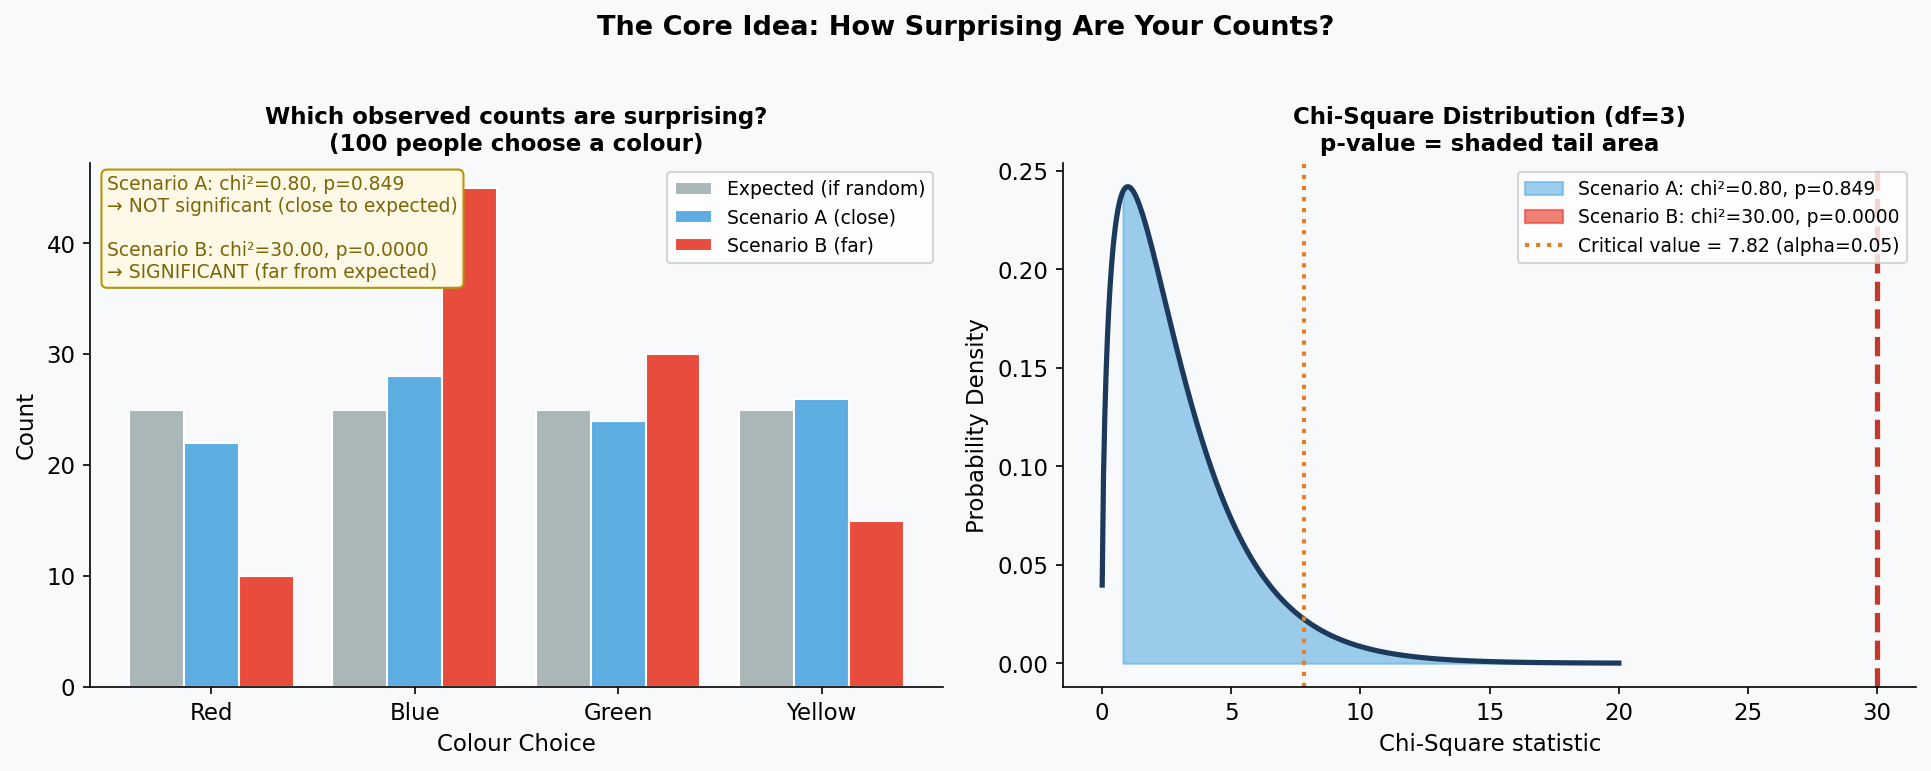 The Core Idea: How Surprising Are Your Counts?
Which observed counts are surprising?
(100 people choose a colour)
Scenario A: chi²=0.80, p=0.849
→ NOT significant (close to expected)
Scenario B: chi²=30.00, p=0.0000
→ SIGNIFICANT (far from expected)
Expected (if random)
Scenario A (close)
Scenario B (far)
Count
40
30
20
10
0
Red
Blue
Green
Yellow
Colour Choice
Chi-Square Distribution (df=3)
p-value = shaded tail area
Scenario A: chi²=0.80, p=0.849
Scenario B: chi²=30.00, p=0.0000
Critical value = 7.82 (alpha=0.05)
Probability Density
0.25
0.20
0.15
0.10
0.05
0.00
0
5
10
15
20
25
30
Chi-Square statistic